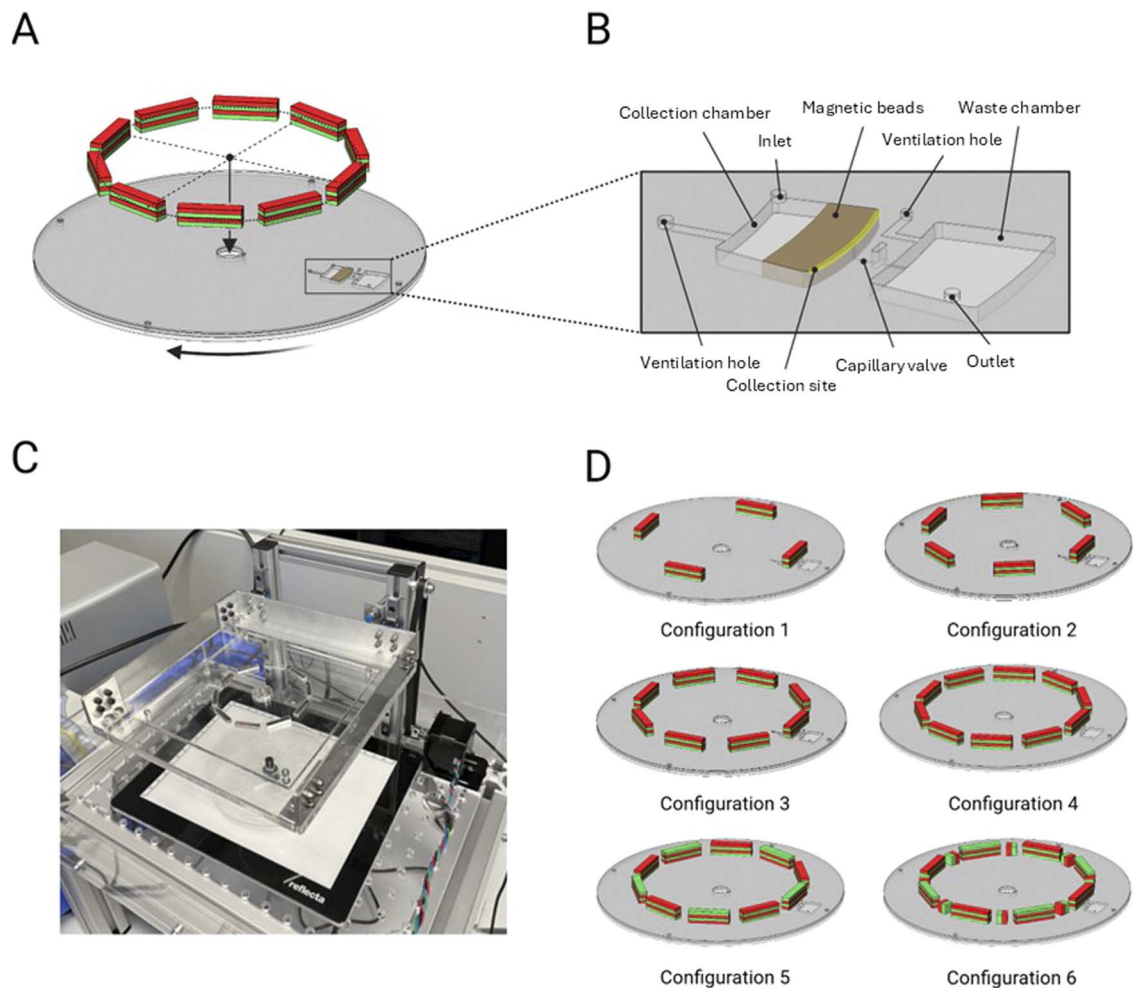 A
B
Collection chamber
Magnetic beads
Waste chamber
Inlet
Ventilation hole
Ventilation hole
Capillary valve
Outlet
Collection site
C
D
reflecta
Configuration 1
Configuration 2
Configuration 3
Configuration 4
Configuration 5
Configuration 6